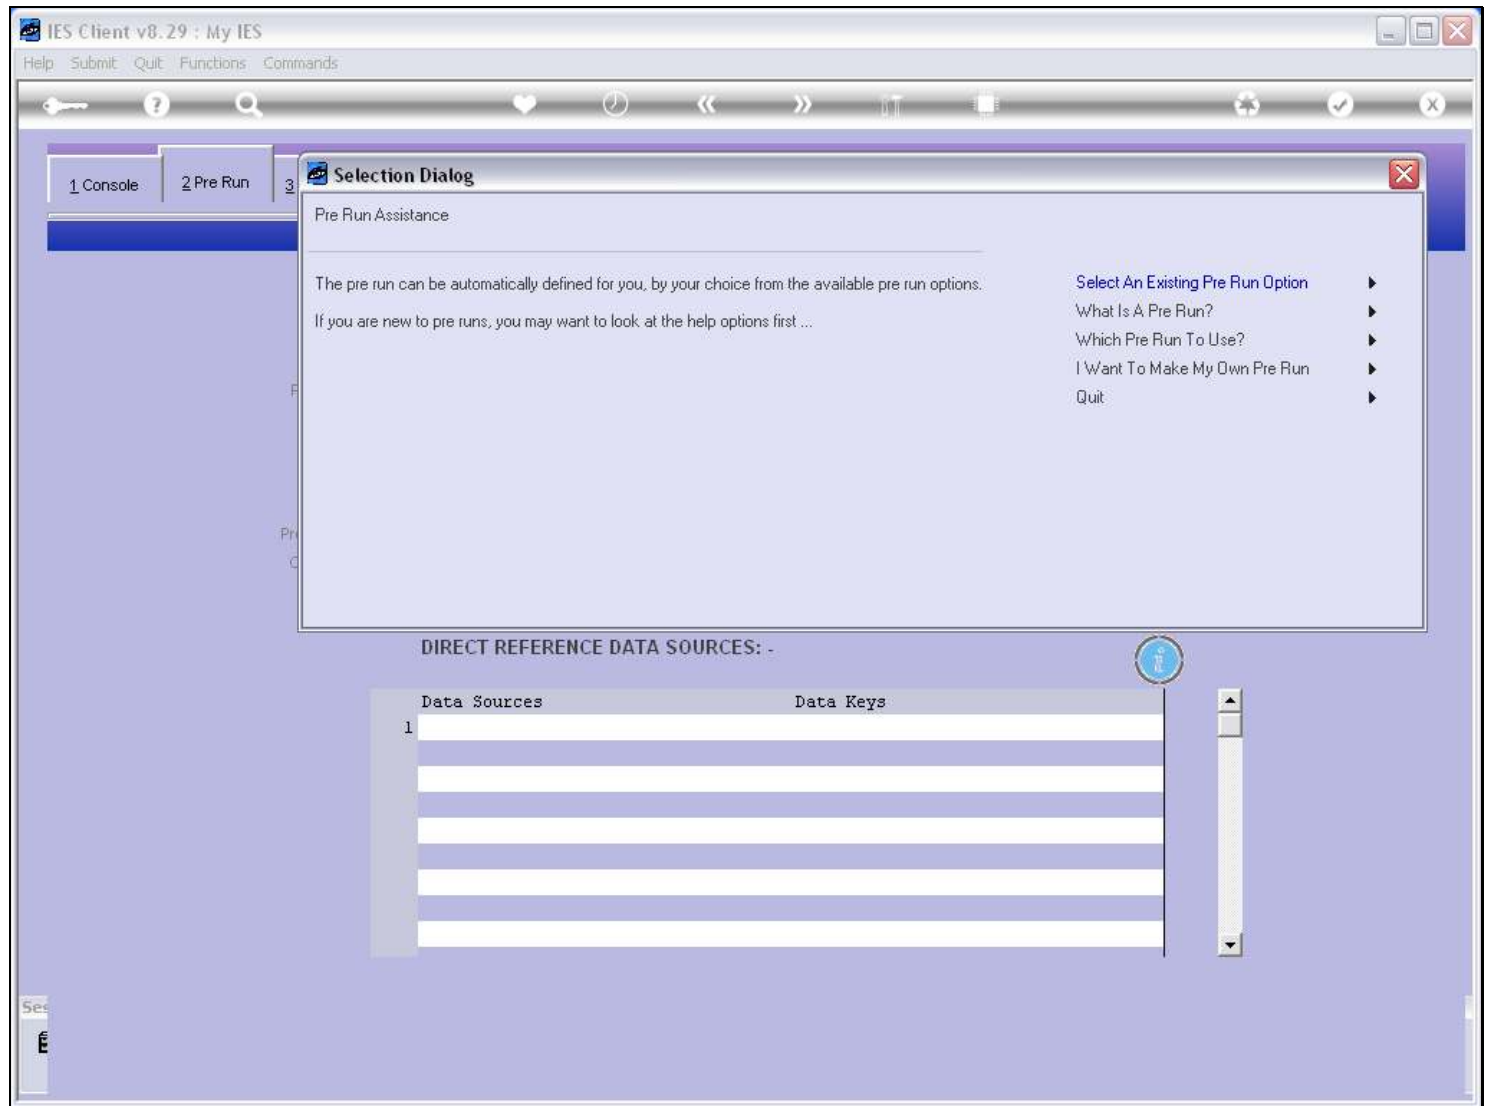 IES Client v8.29 : My IES
Help Submit Quit Functions Commands
1 Console
2 Pre Run
3
Selection Dialog
Pre Run Assistance
The pre run can be automatically defined for you, by your choice from the available pre run options.
If you are new to pre runs, you may want to look at the help options first ...
Select An Existing Pre Run Option
What Is A Pre Run?
Which Pre Run To Use?
I Want To Make My Own Pre Run
Quit
DIRECT REFERENCE DATA SOURCES: -
Data Sources Data Keys
1